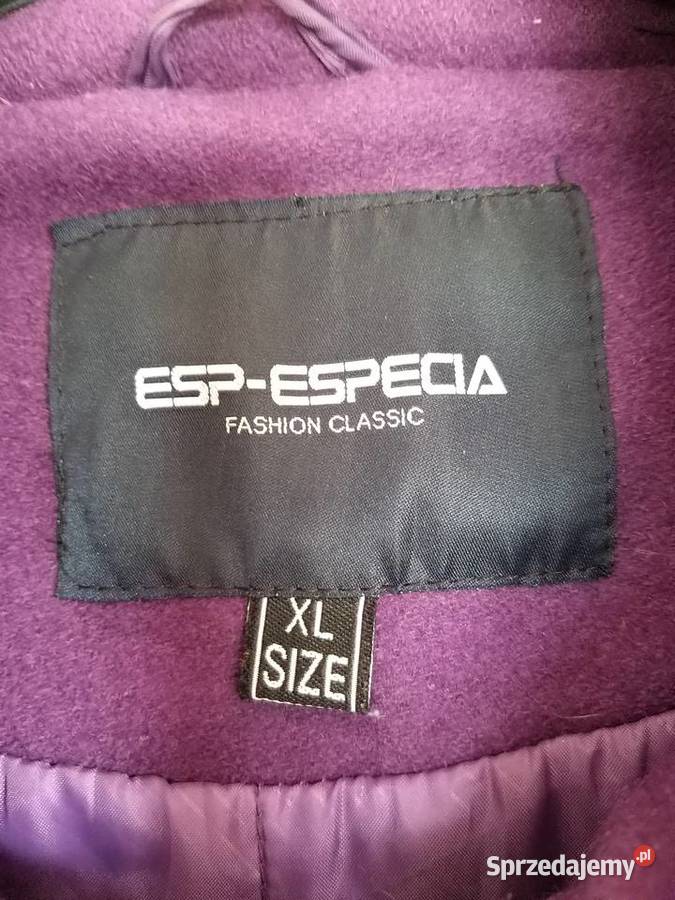 ESP-ESPECIA
FASHION CLASSIC
XL
SIZE
Sprzedajemy.pl